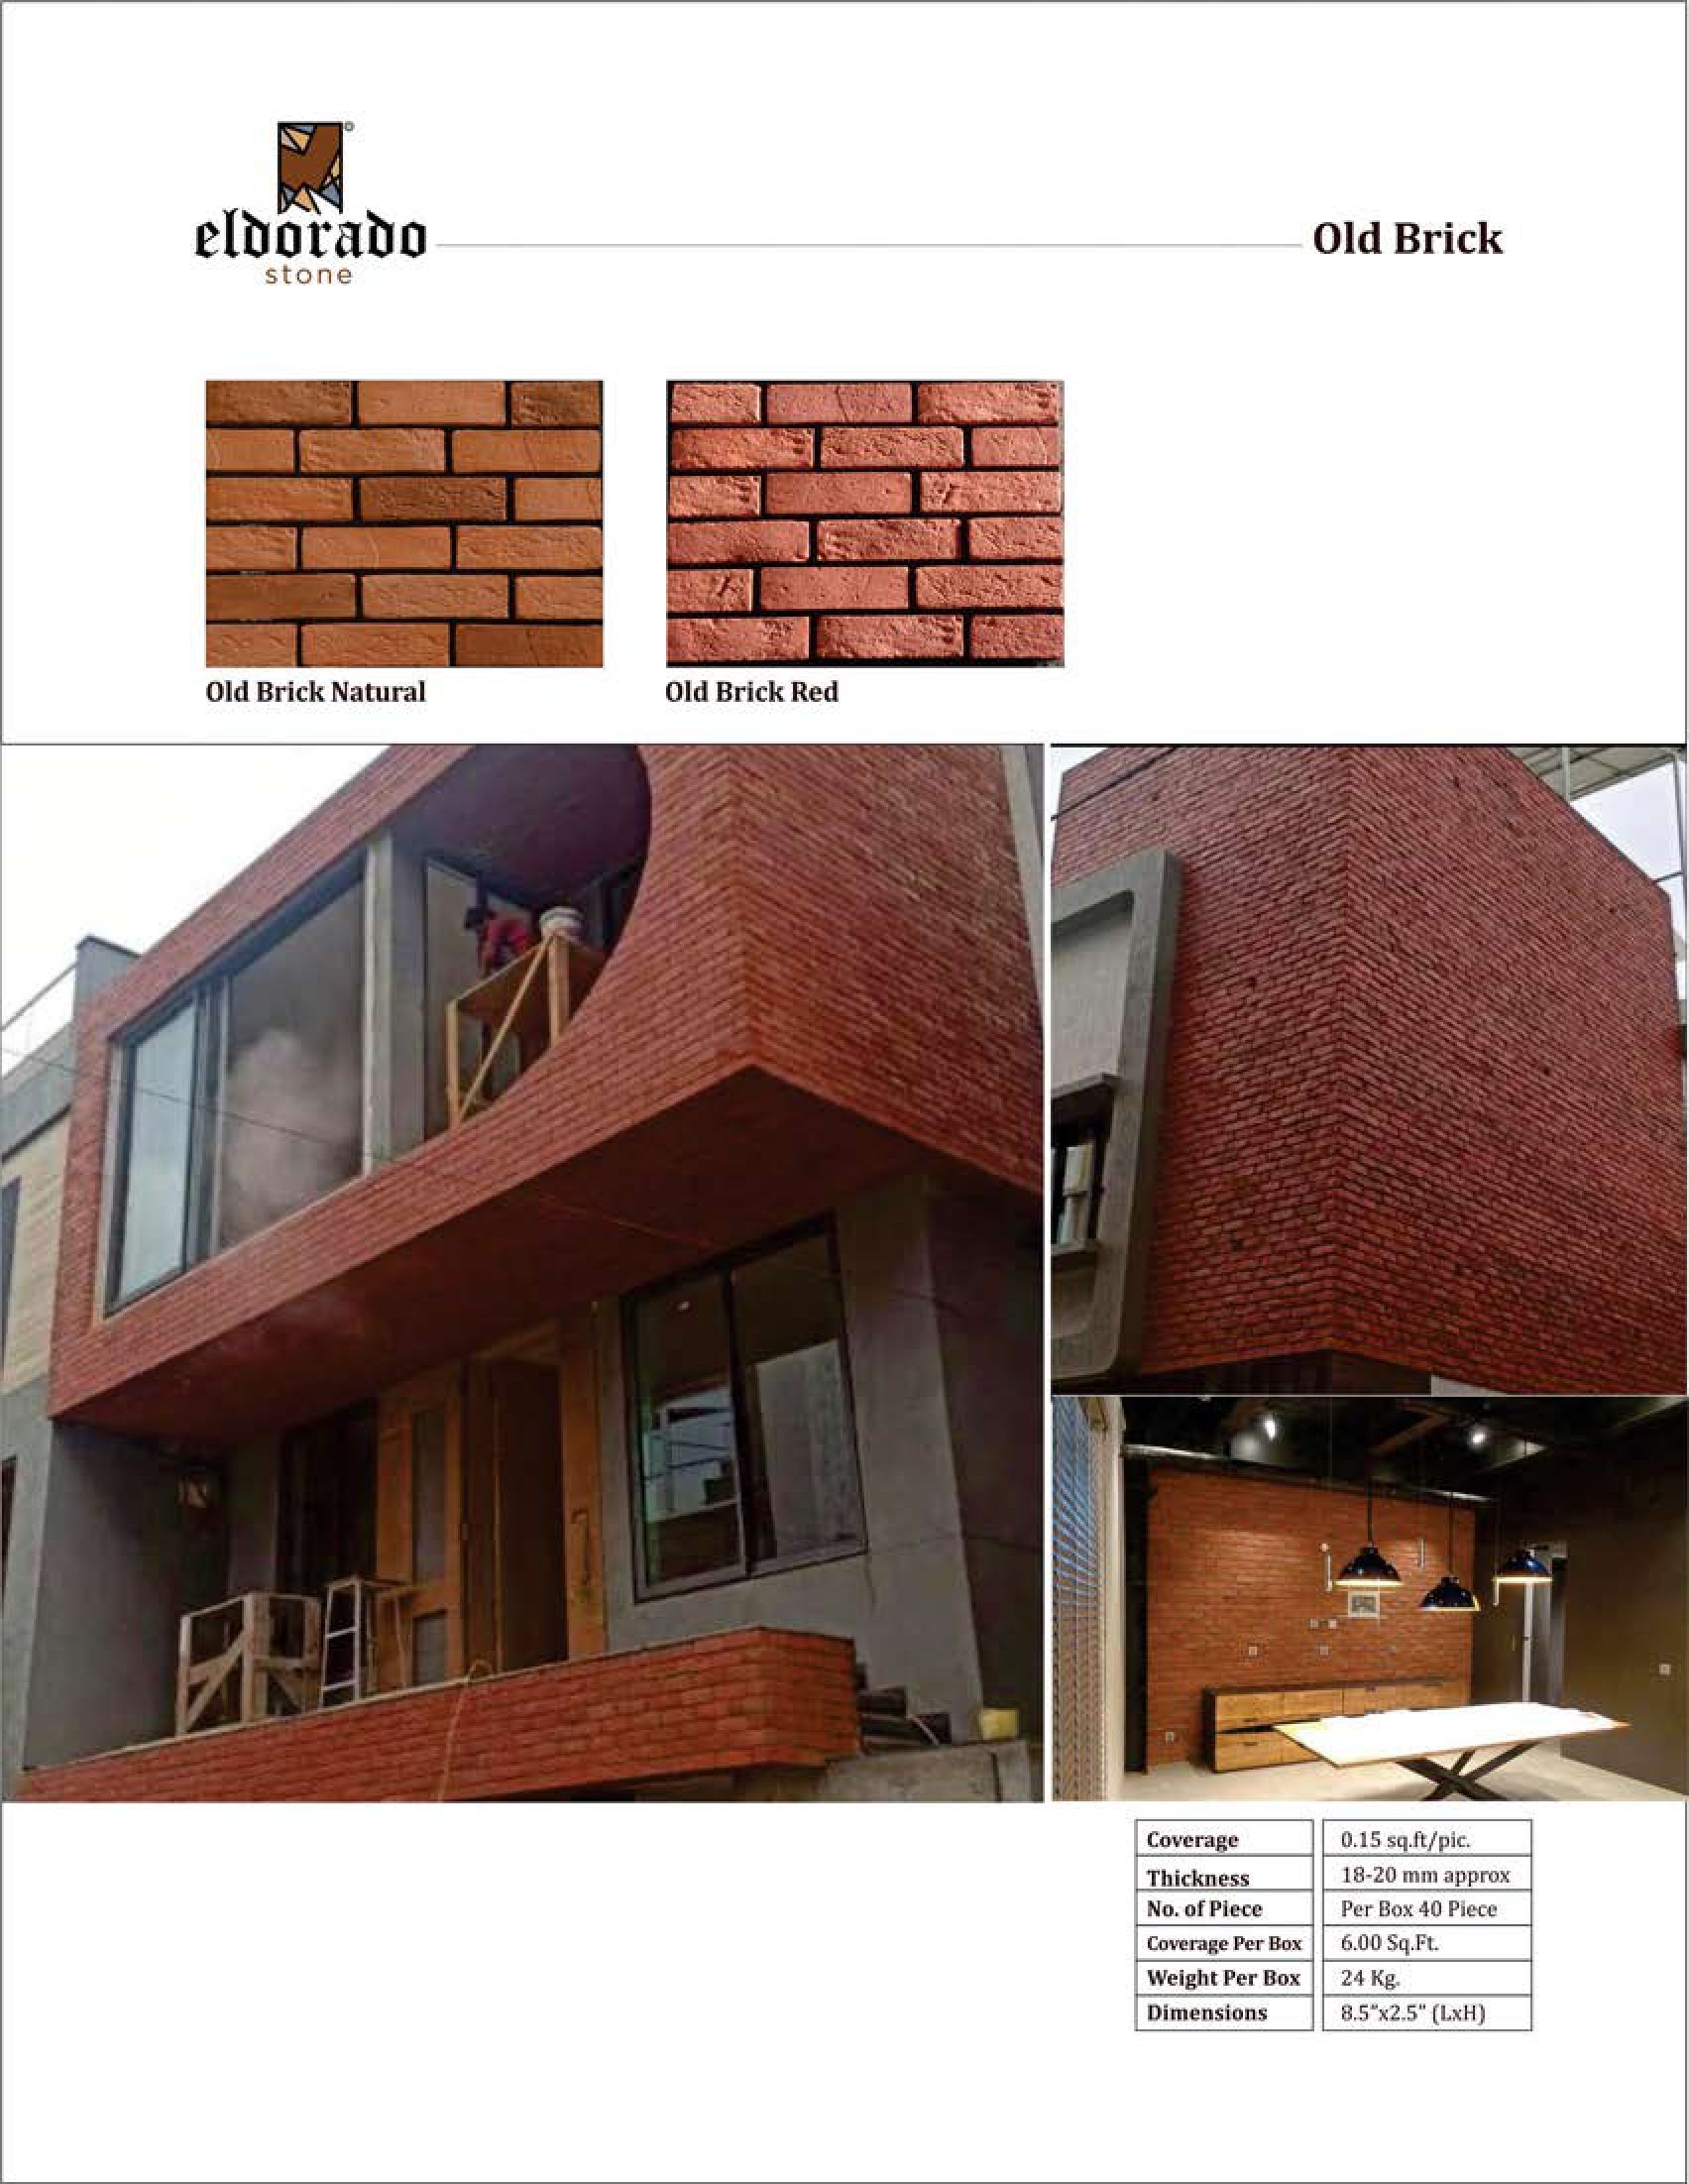 eldorado
stone
Old Brick
Old Brick Natural
Old Brick Red
Coverage 0.15 sq.ft/pic.
Thickness 18-20 mm approx
No. of Piece Per Box 40 Piece
Coverage Per Box 6.00 Sq.Ft.
Weight Per Box 24 Kg.
Dimensions 8.5"x2.5" (LxH)